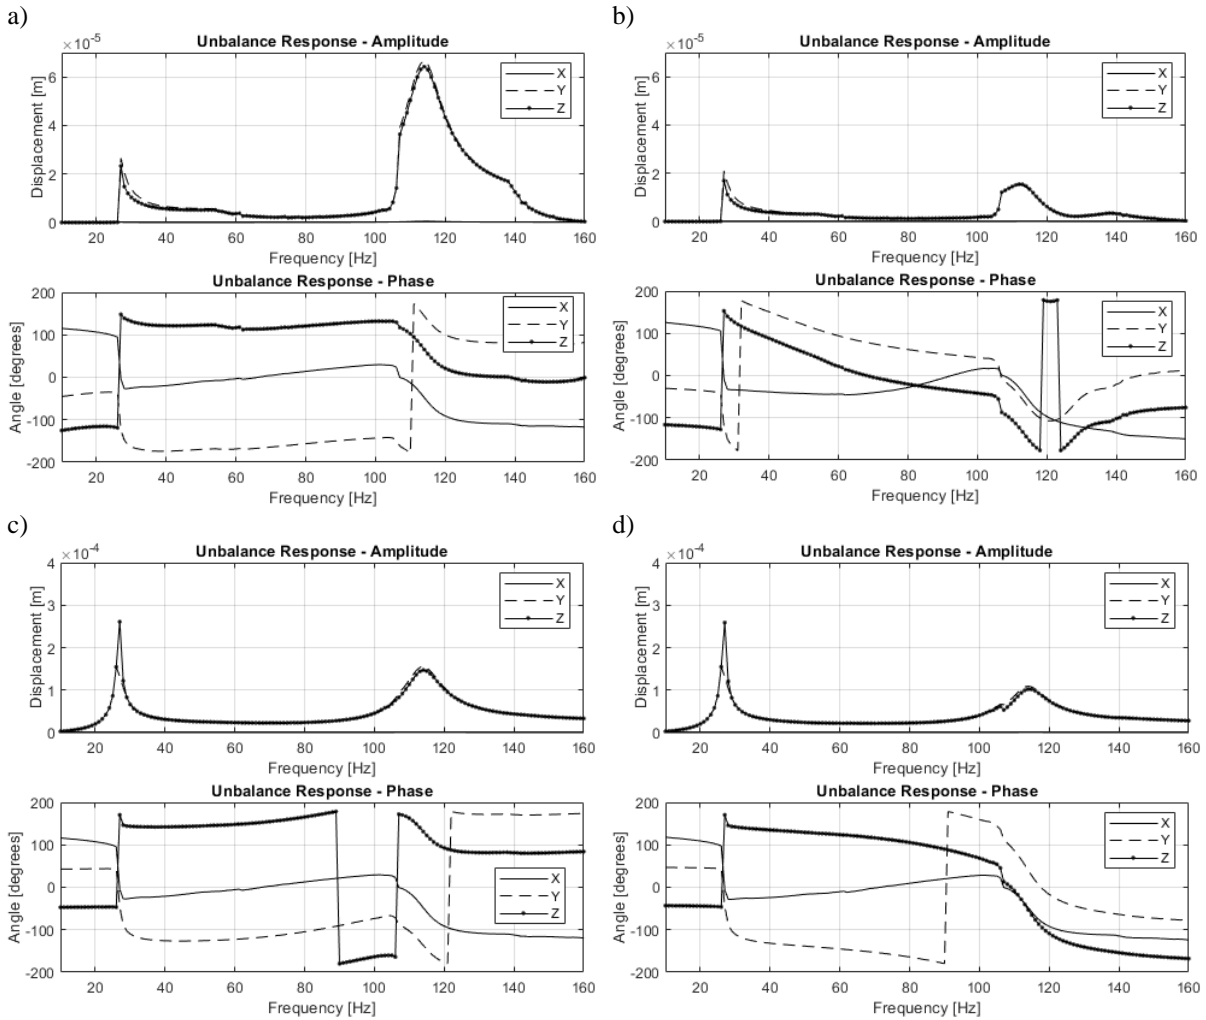 a)
×10-5
Unbalance Response - Amplitude
Displacement [m]
6
4
2
0
X
Y
Z
20 40 60 80 100 120 140 160
Frequency [Hz]
Unbalance Response - Phase
Angle [degrees]
200
100
0
-100
-200
X
Y
Z
20 40 60 80 100 120 140 160
Frequency [Hz]
b)
×10-5
Unbalance Response - Amplitude
Displacement [m]
6
4
2
0
X
Y
Z
20 40 60 80 100 120 140 160
Frequency [Hz]
Unbalance Response - Phase
Angle [degrees]
200
100
0
-100
-200
X
Y
Z
20 40 60 80 100 120 140 160
Frequency [Hz]
c)
×10-4
Unbalance Response - Amplitude
Displacement [m]
4
3
2
1
0
X
Y
Z
20 40 60 80 100 120 140 160
Frequency [Hz]
Unbalance Response - Phase
Angle [degrees]
200
100
0
-100
-200
X
Y
Z
20 40 60 80 100 120 140 160
Frequency [Hz]
d)
×10-4
Unbalance Response - Amplitude
Displacement [m]
4
3
2
1
0
X
Y
Z
20 40 60 80 100 120 140 160
Frequency [Hz]
Unbalance Response - Phase
Angle [degrees]
200
100
0
-100
-200
X
Y
Z
20 40 60 80 100 120 140 160
Frequency [Hz]